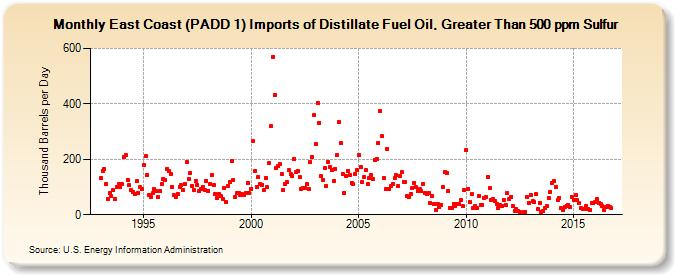 Monthly East Coast (PADD 1) Imports of Distillate Fuel Oil, Greater Than 500 ppm Sulfur
Thousand Barrels per Day
600
400
200
0
1995 2000 2005 2010 2015
Source: U.S. Energy Information Administration